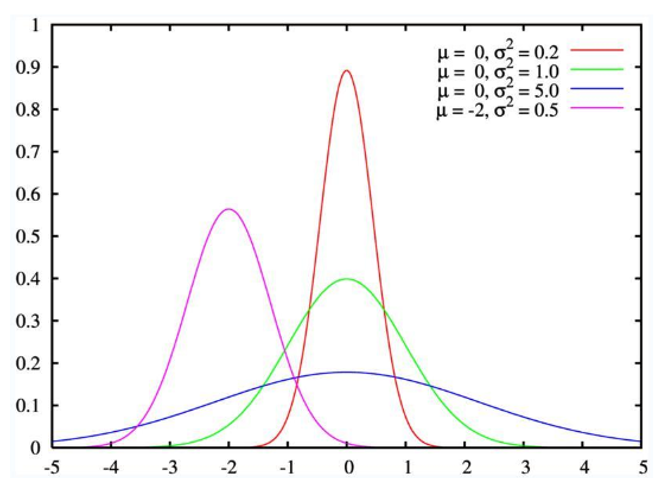 1
0.9
0.8
0.7
0.6
0.5
0.4
0.3
0.2
0.1
0
μ = 0, σ² = 0.2
μ = 0, σ² = 1.0
μ = 0, σ² = 5.0
μ = -2, σ² = 0.5
-5 -4 -3 -2 -1 0 1 2 3 4 5